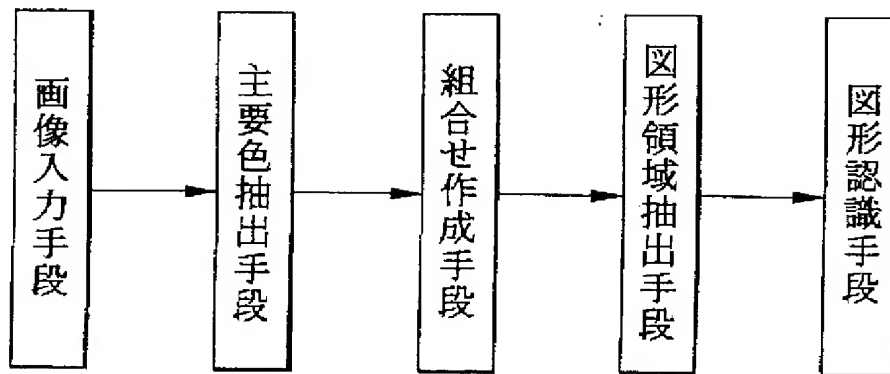 画像入力手段
主要色抽出手段
組合せ作成手段
図形領域抽出手段
図形認識手段